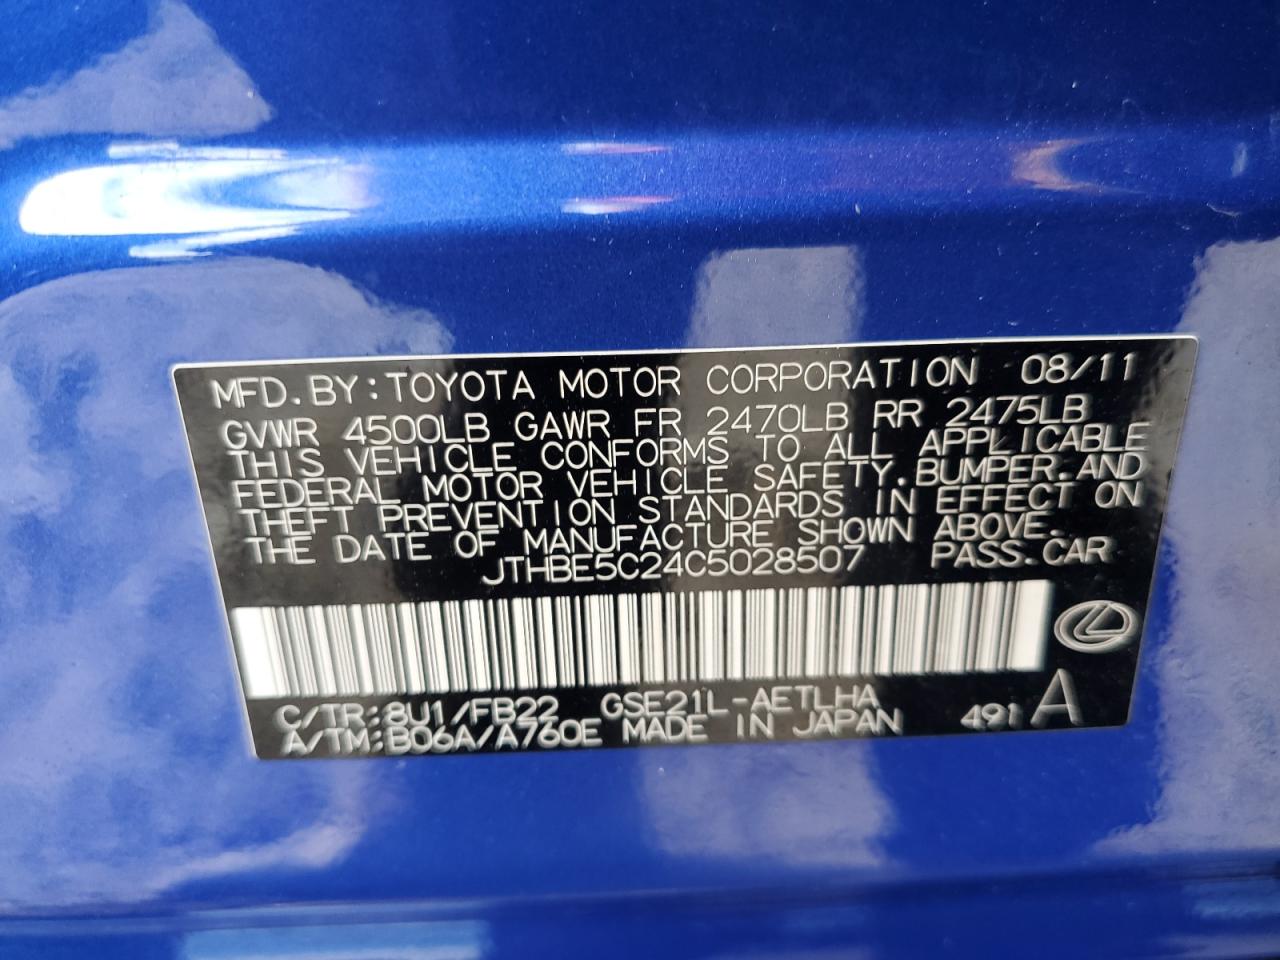 MFD. BY: TOYOTA MOTOR CORPORATION 08/11
GVWR 4500LB GAWR FR 2470LB RR 2475LB
THIS VEHICLE CONFORMS TO ALL APPLICABLE
FEDERAL MOTOR VEHICLE SAFETY. BUMPER. AND
THEFT PREVENTION STANDARDS IN EFFECT ON
THE DATE OF MANUFACTURE SHOWN ABOVE.
JTHBE5C24C5028507 PASS. CAR
C/TR: 8U1/FB22 GSE21L-AETLHA
A/TM: B06A/A760E MADE IN JAPAN 491 A